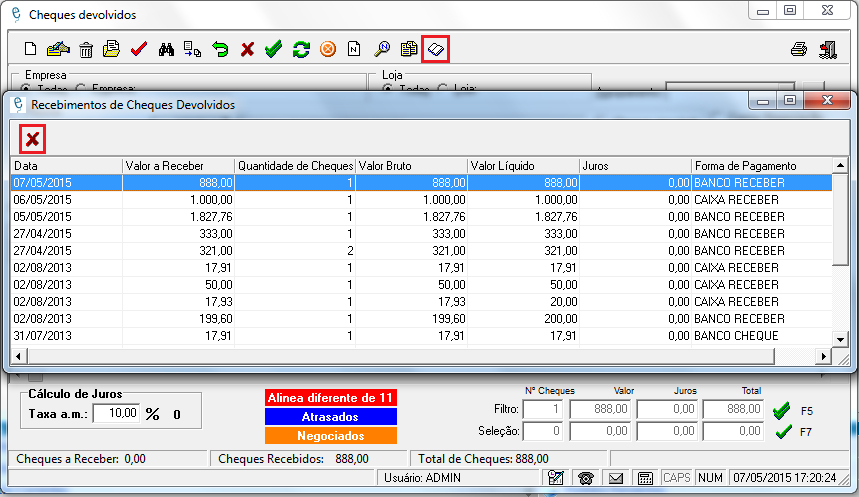 Cheques devolvidos
Empresa
Loja
Todas Empresa:
Todas Loja:
Recebimentos de Cheques Devolvidos
Data Valor a Receber Quantidade de Cheques Valor Bruto Valor Líquido Juros Forma de Pagamento
07/05/2015 888,00 1 888,00 888,00 0,00 BANCO RECEBER
06/05/2015 1.000,00 1 1.000,00 1.000,00 0,00 CAIXA RECEBER
05/05/2015 1.827,76 1 1.827,76 1.827,76 0,00 BANCO RECEBER
27/04/2015 333,00 1 333,00 333,00 0,00 BANCO RECEBER
27/04/2015 321,00 2 321,00 321,00 0,00 BANCO RECEBER
02/08/2013 17,91 1 17,91 17,91 0,00 CAIXA RECEBER
02/08/2013 50,00 1 50,00 50,00 0,00 CAIXA RECEBER
02/08/2013 17,93 1 17,93 20,00 0,00 CAIXA RECEBER
02/08/2013 199,60 1 199,60 200,00 0,00 BANCO RECEBER
31/07/2013 17,91 1 17,91 17,91 0,00 BANCO CHEQUE
Cálculo de Juros
Taxa a.m.: 10,00 % 0
Alinea diferente de 11
Atrasados
Negociados
Nº Cheques Valor Juros Total
Filtro: 1 888,00 0,00 888,00 F5
Seleção: 0 0,00 0,00 0,00 F7
Cheques a Receber: 0,00 Cheques Recebidos: 888,00 Total de Cheques: 888,00
Usuário: ADMIN CAPS NUM 07/05/2015 17:20:24